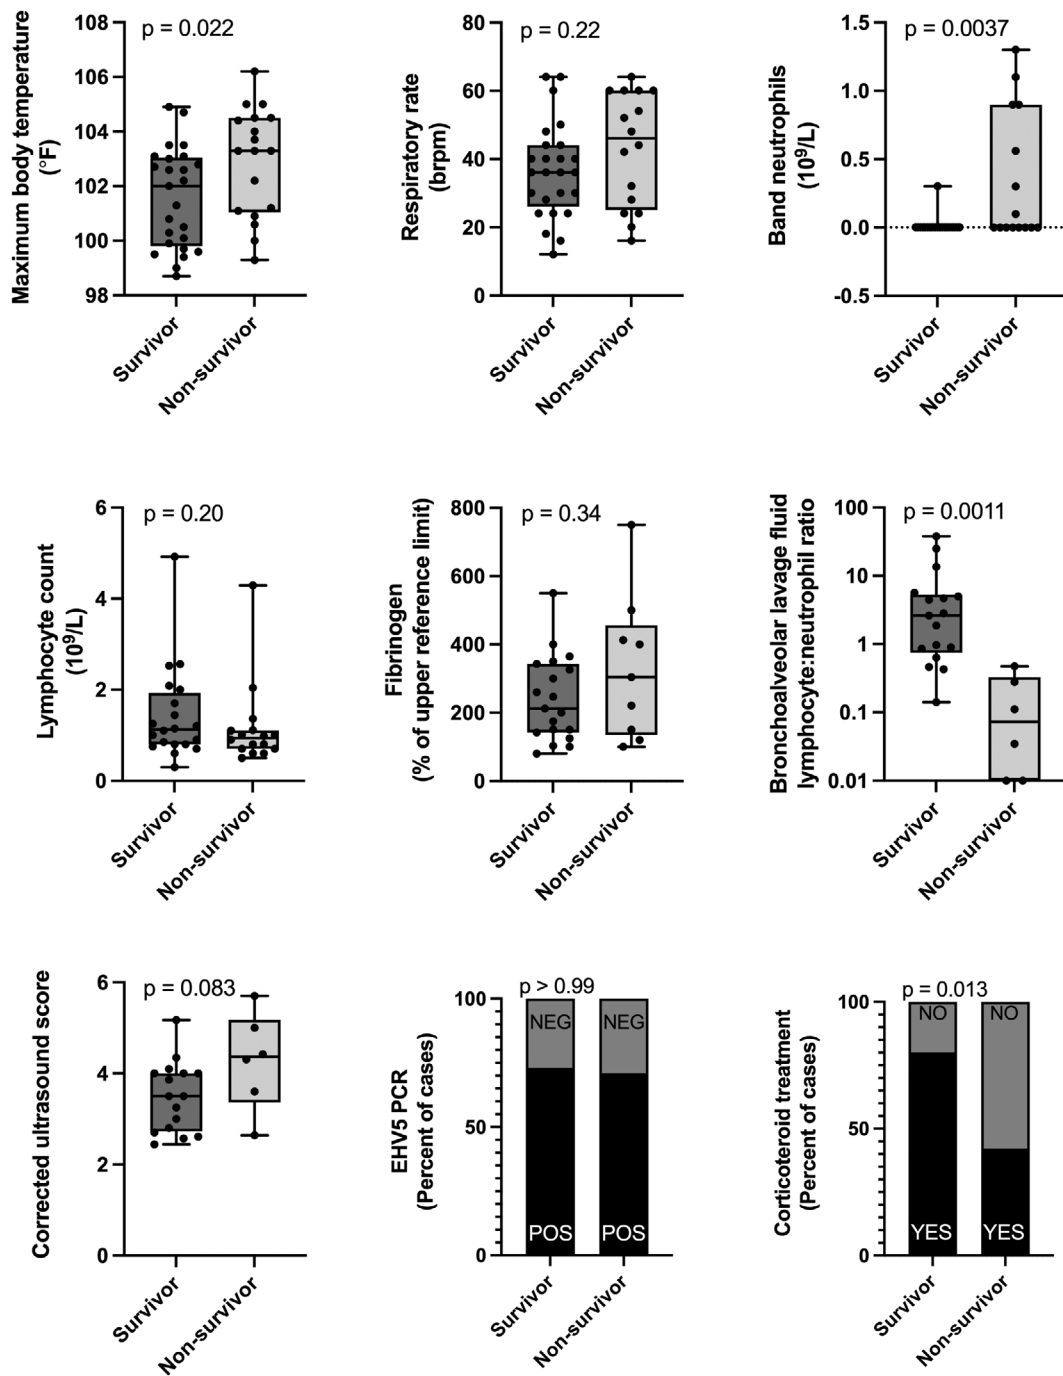 Maximum body temperature
(°F)
108
106
104
102
100
98
p = 0.022
Survivor
Non-survivor
Respiratory rate
(brpm)
80
60
40
20
0
p = 0.22
Survivor
Non-survivor
Band neutrophils
(10⁹/L)
1.5
1.0
0.5
0.0
-0.5
p = 0.0037
Survivor
Non-survivor
Lymphocyte count
(10⁹/L)
6
4
2
0
p = 0.20
Survivor
Non-survivor
Fibrinogen
(% of upper reference limit)
800
600
400
200
0
p = 0.34
Survivor
Non-survivor
Bronchoalveolar lavage fluid
lymphocyte:neutrophil ratio
100
10
1
0.1
0.01
p = 0.0011
Survivor
Non-survivor
Corrected ultrasound score
6
4
2
0
p = 0.083
Survivor
Non-survivor
EHV5 PCR
(Percent of cases)
100
50
0
p > 0.99
NEG NEG
POS POS
Survivor
Non-survivor
Corticoteroid treatment
(Percent of cases)
100
50
0
p = 0.013
NO NO
YES YES
Survivor
Non-survivor